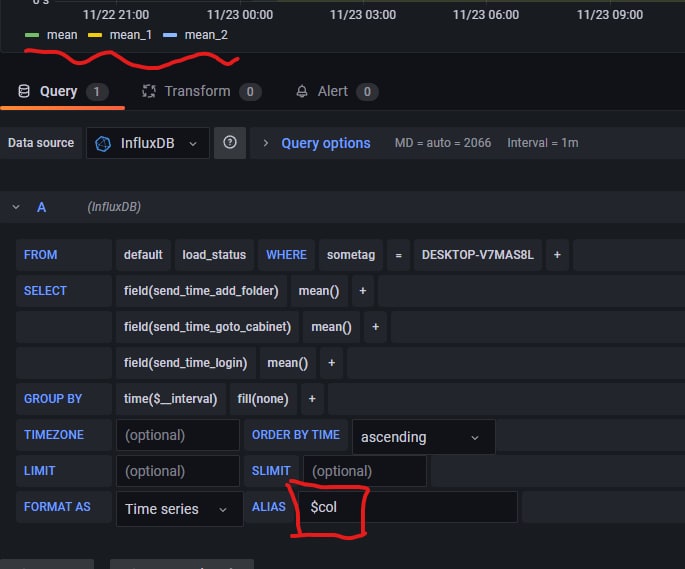 0 s
11/22 21:00 11/23 00:00 11/23 03:00 11/23 06:00 11/23 09:00
mean mean_1 mean_2
Query 1 Transform 0 Alert 0
Data source InfluxDB Query options MD = auto = 2066 Interval = 1m
A (InfluxDB)
FROM default load_status WHERE sometag = DESKTOP-V7MAS8L +
SELECT field(send_time_add_folder) mean() +
field(send_time_goto_cabinet) mean() +
field(send_time_login) mean() +
GROUP BY time($__interval) fill(none) +
TIMEZONE (optional) ORDER BY TIME ascending
LIMIT (optional) SLIMIT (optional)
FORMAT AS Time series ALIAS $col